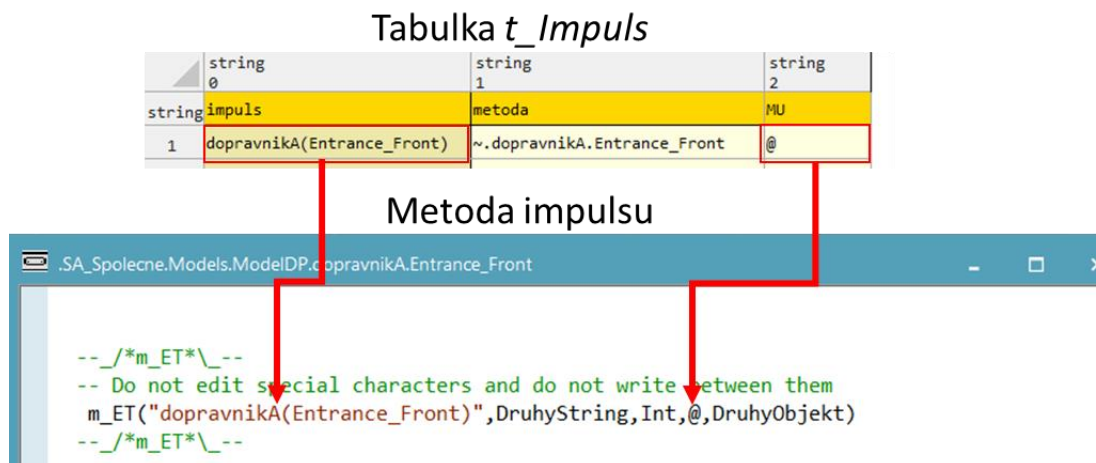 Tabulka t_Impuls
string string string
0 1 2
string impuls metoda MU
1 dopravnikA(Entrance_Front) ~.dopravnikA.Entrance_Front @
Metoda impulsu
.SA_Spolecne.Models.ModelDP.dopravnikA.Entrance_Front
--_/*m_ET*\_--
-- Do not edit special characters and do not write between them
m_ET("dopravnikA(Entrance_Front)",DruhyString,Int,@,DruhyObjekt)
--_/*m_ET*\_--